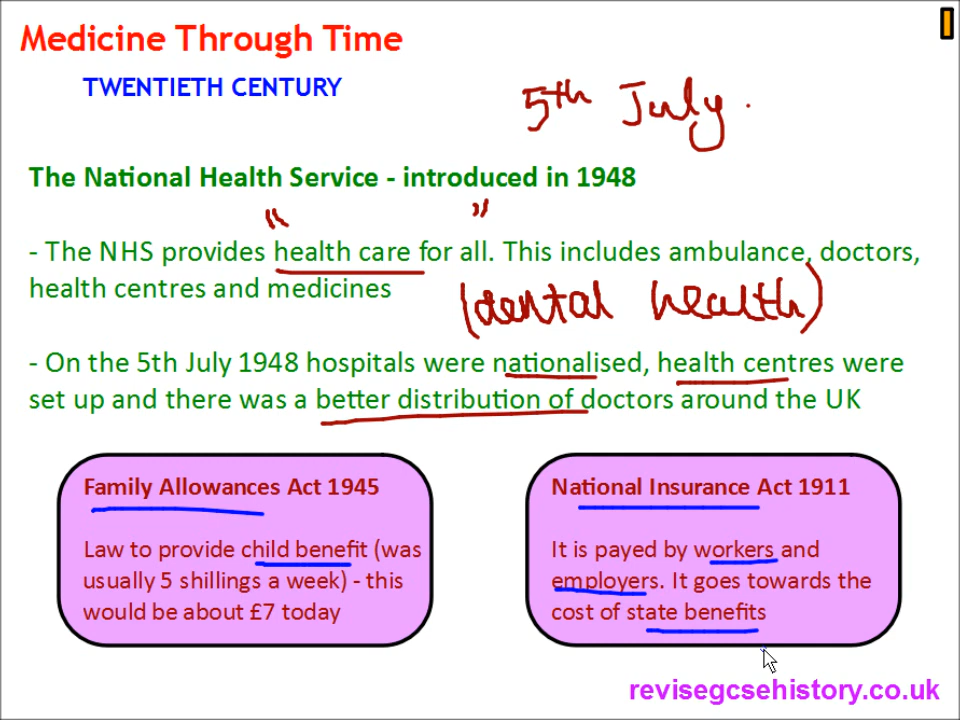 Medicine Through Time
TWENTIETH CENTURY
5th July.
The National Health Service - introduced in 1948
" "
- The NHS provides health care for all. This includes ambulance, doctors,
health centres and medicines
(dental health)
- On the 5th July 1948 hospitals were nationalised, health centres were
set up and there was a better distribution of doctors around the UK
Family Allowances Act 1945
Law to provide child benefit (was
usually 5 shillings a week) - this
would be about £7 today
National Insurance Act 1911
It is payed by workers and
employers. It goes towards the
cost of state benefits
revisegcsehistory.co.uk